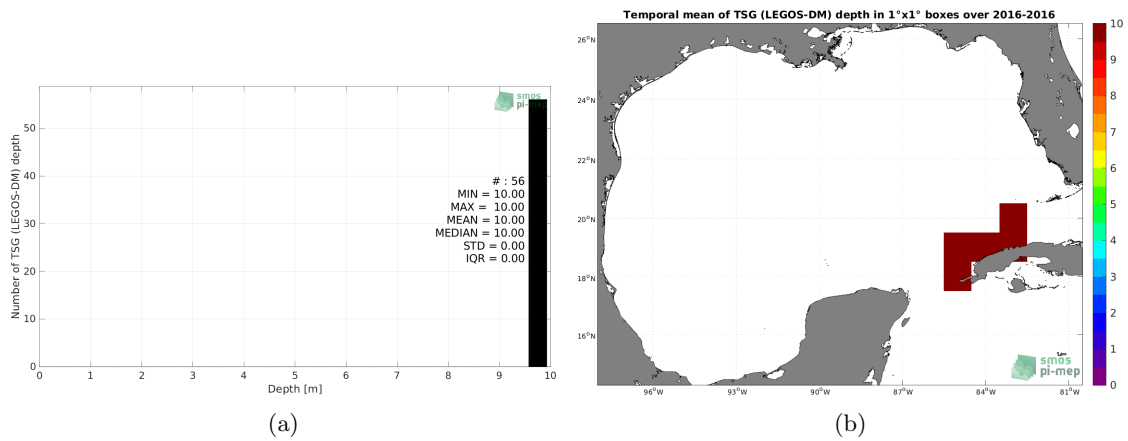 smos
pi-mep
Number of TSG (LEGOS-DM) depth
50
40
30
20
10
0
# : 56
MIN = 10.00
MAX = 10.00
MEAN = 10.00
MEDIAN = 10.00
STD = 0.00
IQR = 0.00
0 1 2 3 4 5 6 7 8 9 10
Depth [m]
(a)
Temporal mean of TSG (LEGOS-DM) depth in 1°x1° boxes over 2016-2016
26°N
24°N
22°N
20°N
18°N
16°N
96°W 93°W 90°W 87°W 84°W 81°W
10
9
8
7
6
5
4
3
2
1
0
smos
pi-mep
(b)